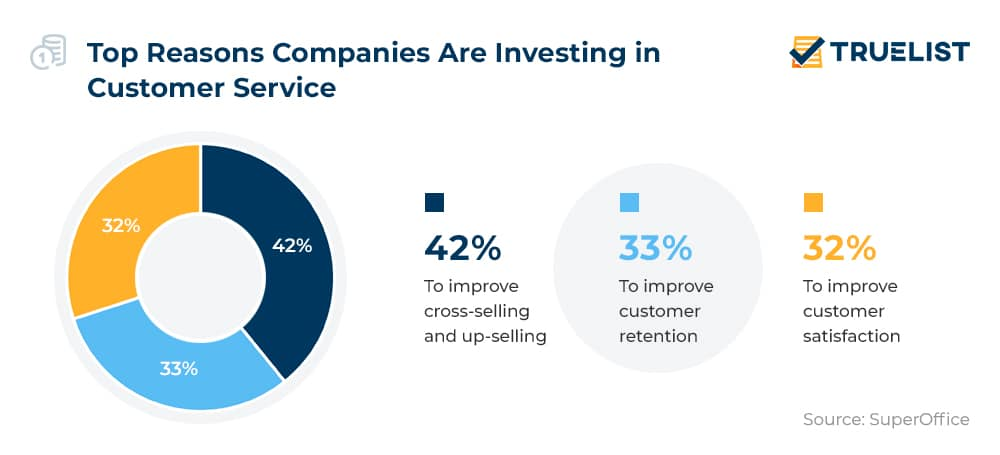 Top Reasons Companies Are Investing in
Customer Service
TRUELIST
32%
42%
33%
42%
To improve
cross-selling
and up-selling
33%
To improve
customer
retention
32%
To improve
customer
satisfaction
Source: SuperOffice
1